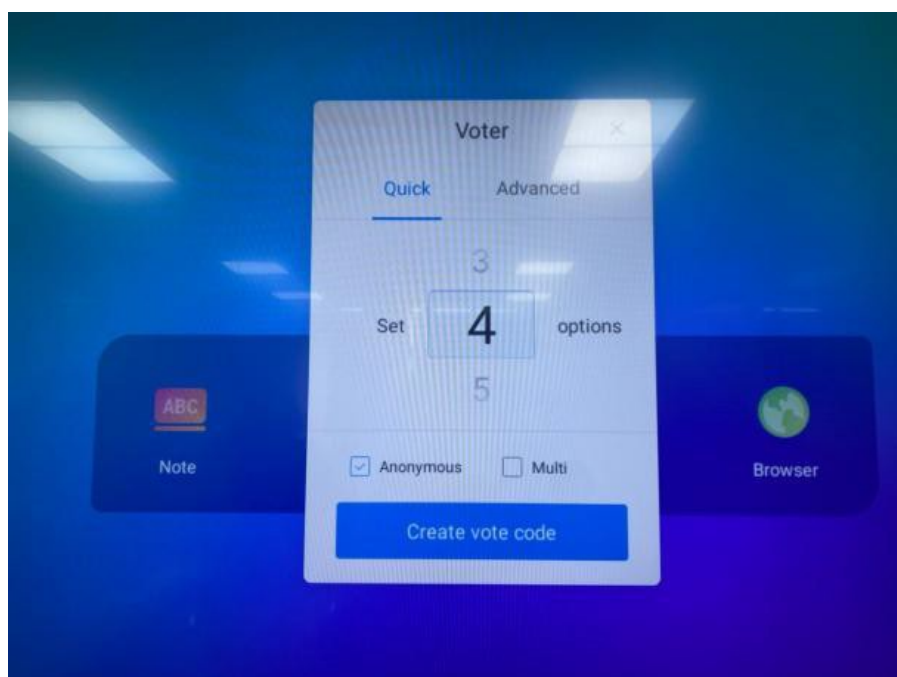 Voter
Quick Advanced
3
Set 4 options
5
ABC
Note
Browser
Anonymous Multi
Create vote code